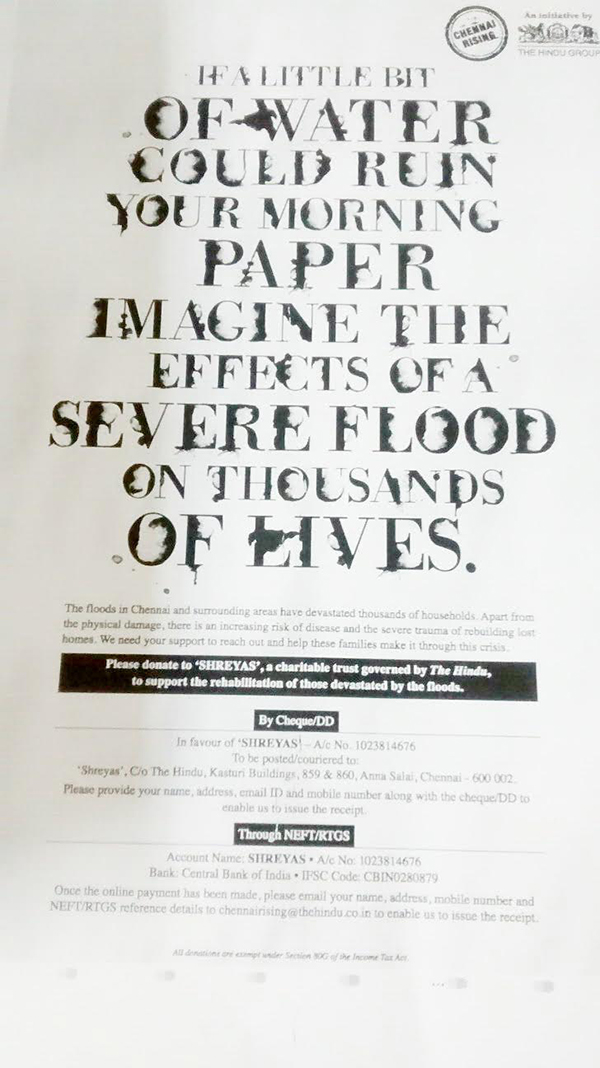 CHENNAI
RISING
An initiative by
THE HINDU GROUP
IF A LITTLE BIT
OF WATER
COULD RUIN
YOUR MORNING
PAPER
IMAGINE THE
EFFECTS OF A
SEVERE FLOOD
ON THOUSANDS
OF LIVES.
The floods in Chennai and surrounding areas have devastated thousands of households. Apart from
the physical damage, there is an increasing risk of disease and the severe trauma of rebuilding lost
homes. We need your support to reach out and help these families make it through this crisis.
Please donate to 'SHREYAS', a charitable trust governed by The Hindu,
to support the rehabilitation of those devastated by the floods.
By Cheque/DD
In favour of 'SHREYAS' – A/c No. 1023814676
To be posted/couriered to:
'Shreyas', C/o The Hindu, Kasturi Buildings, 859 & 860, Anna Salai, Chennai - 600 002.
Please provide your name, address, email ID and mobile number along with the cheque/DD to
enable us to issue the receipt.
Through NEFT/RTGS
Account Name: SHREYAS • A/c No: 1023814676
Bank: Central Bank of India • IFSC Code: CBIN0280879
Once the online payment has been made, please email your name, address, mobile number and
NEFT/RTGS reference details to chennairising@thehindu.co.in to enable us to issue the receipt.
All donations are exempt under Section 80G of the Income Tax Act.